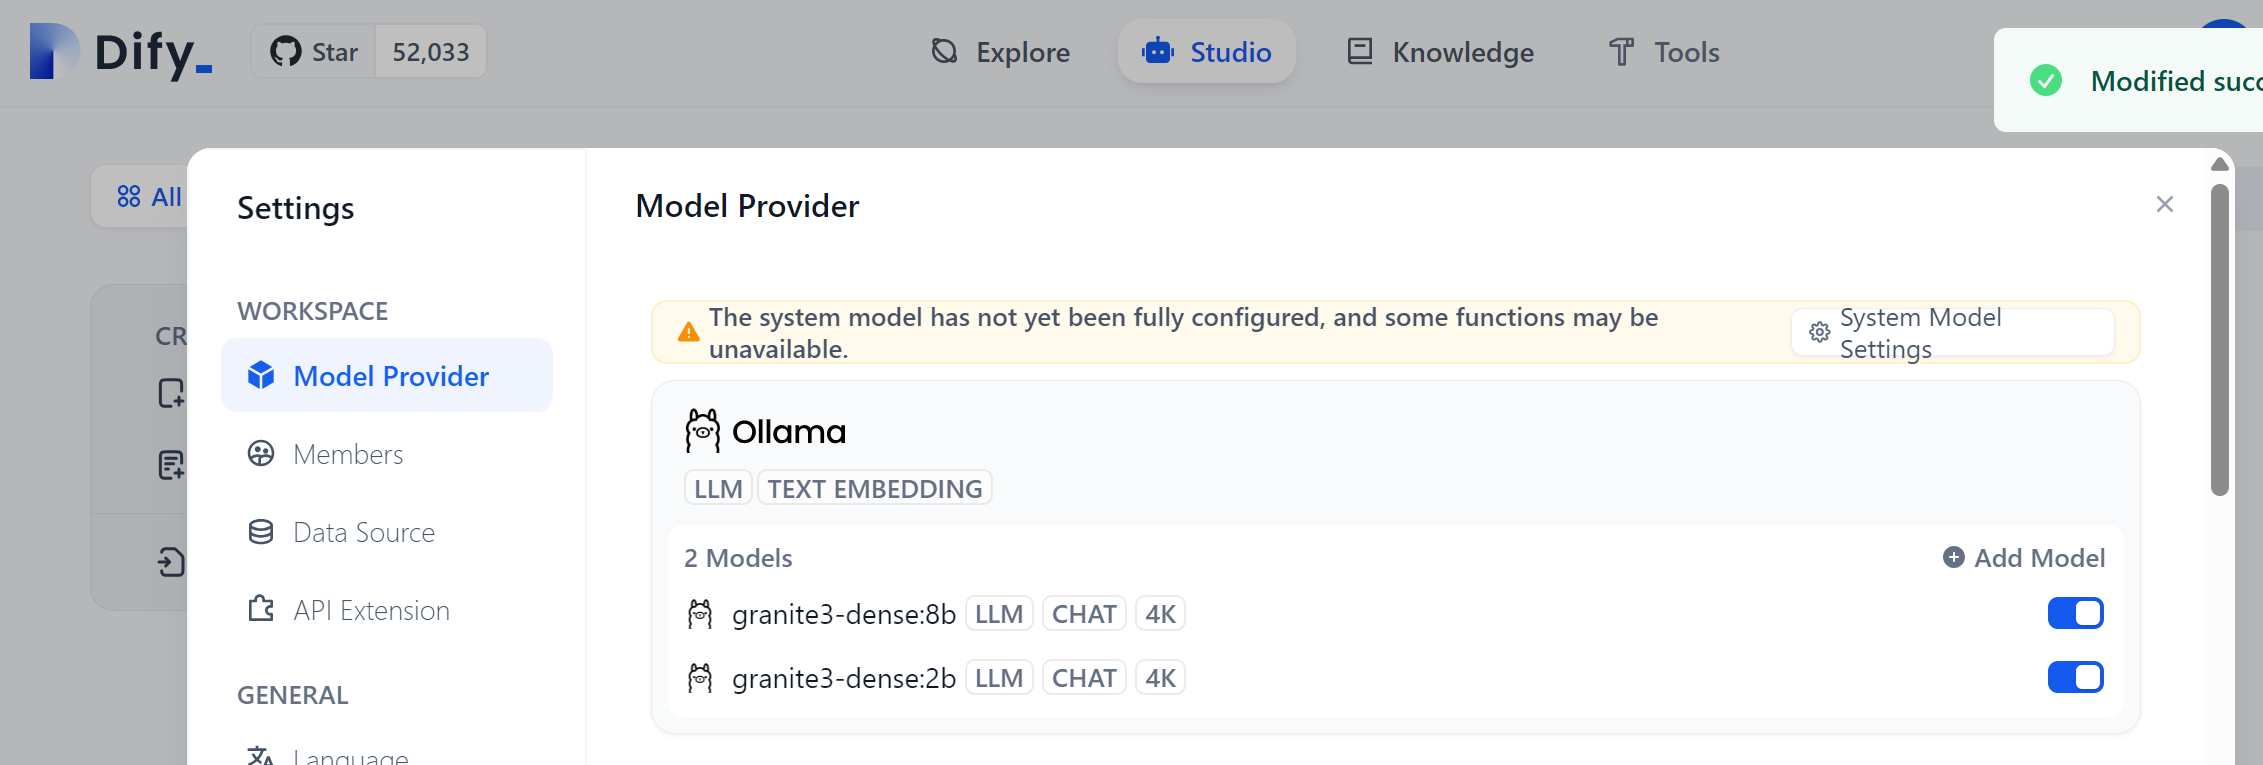 Dify_
Star 52,033
Explore
Studio
Knowledge
Tools
Modified succ
All
CR
Settings
WORKSPACE
Model Provider
Members
Data Source
API Extension
GENERAL
Language
Model Provider
The system model has not yet been fully configured, and some functions may be
unavailable.
System Model
Settings
Ollama
LLM TEXT EMBEDDING
2 Models
Add Model
granite3-dense:8b LLM CHAT 4K
granite3-dense:2b LLM CHAT 4K